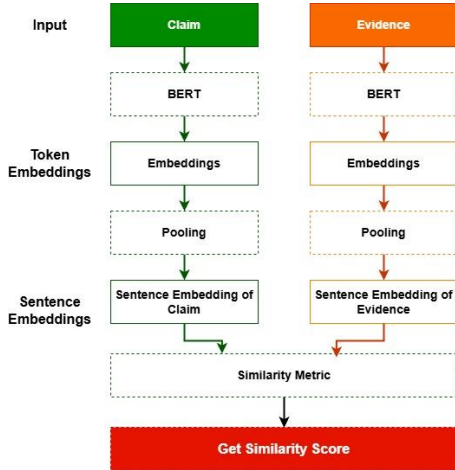 Input
Claim
Evidence
BERT
BERT
Token
Embeddings
Embeddings
Embeddings
Pooling
Pooling
Sentence
Embeddings
Sentence Embedding of
Claim
Sentence Embedding of
Evidence
Similarity Metric
Get Similarity Score